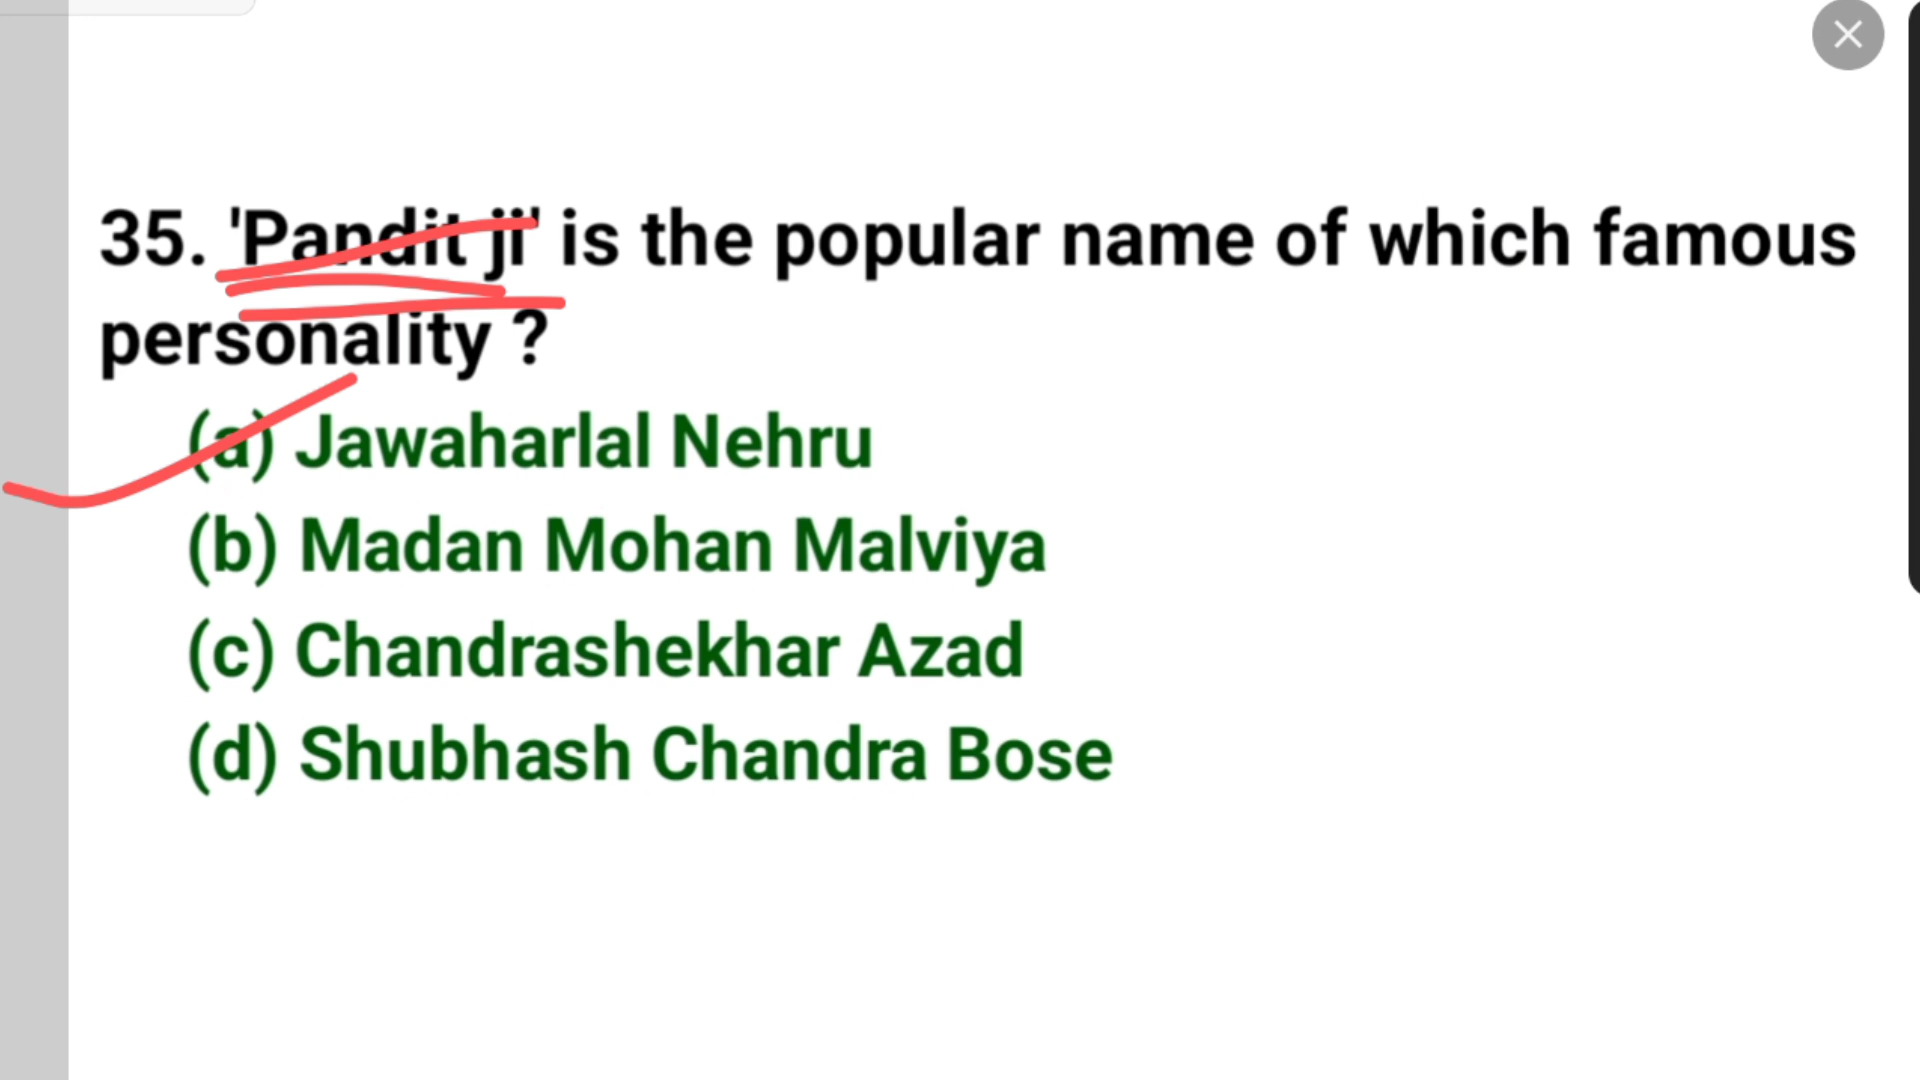 35. 'Pandit ji' is the popular name of which famous
personality ?
(a) Jawaharlal Nehru
(b) Madan Mohan Malviya
(c) Chandrashekhar Azad
(d) Shubhash Chandra Bose